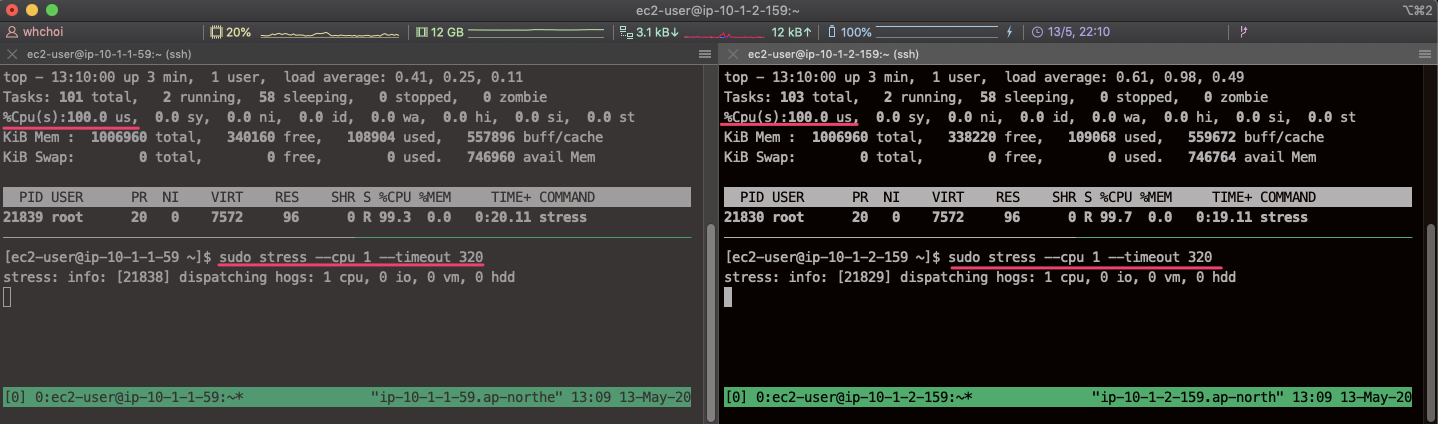 ec2-user@ip-10-1-2-159:~
⌥⌘2
whchoi
20%
12 GB
3.1 kB↓
12 kB↑
100%
13/5, 22:10
ec2-user@ip-10-1-1-59:~ (ssh)
top - 13:10:00 up 3 min,  1 user,  load average: 0.41, 0.25, 0.11
Tasks: 101 total,   2 running,  58 sleeping,   0 stopped,   0 zombie
%Cpu(s):100.0 us,  0.0 sy,  0.0 ni,  0.0 id,  0.0 wa,  0.0 hi,  0.0 si,  0.0 st
KiB Mem :  1006960 total,   340160 free,   108904 used,   557896 buff/cache
KiB Swap:        0 total,        0 free,        0 used.   746960 avail Mem
PID USER      PR  NI    VIRT    RES    SHR S %CPU %MEM     TIME+ COMMAND
21839 root      20   0    7572     96      0 R 99.3  0.0   0:20.11 stress
[ec2-user@ip-10-1-1-59 ~]$ sudo stress --cpu 1 --timeout 320
stress: info: [21838] dispatching hogs: 1 cpu, 0 io, 0 vm, 0 hdd
[0] 0:ec2-user@ip-10-1-1-59:~*               "ip-10-1-1-59.ap-northe" 13:09 13-May-20
ec2-user@ip-10-1-2-159:~ (ssh)
top - 13:10:00 up 3 min,  1 user,  load average: 0.61, 0.98, 0.49
Tasks: 103 total,   2 running,  58 sleeping,   0 stopped,   0 zombie
%Cpu(s):100.0 us,  0.0 sy,  0.0 ni,  0.0 id,  0.0 wa,  0.0 hi,  0.0 si,  0.0 st
KiB Mem :  1006960 total,   338220 free,   109068 used,   559672 buff/cache
KiB Swap:        0 total,        0 free,        0 used.   746764 avail Mem
PID USER      PR  NI    VIRT    RES    SHR S %CPU %MEM     TIME+ COMMAND
21830 root      20   0    7572     96      0 R 99.7  0.0   0:19.11 stress
[ec2-user@ip-10-1-2-159 ~]$ sudo stress --cpu 1 --timeout 320
stress: info: [21829] dispatching hogs: 1 cpu, 0 io, 0 vm, 0 hdd
[0] 0:ec2-user@ip-10-1-2-159:~*              "ip-10-1-2-159.ap-north" 13:09 13-May-20